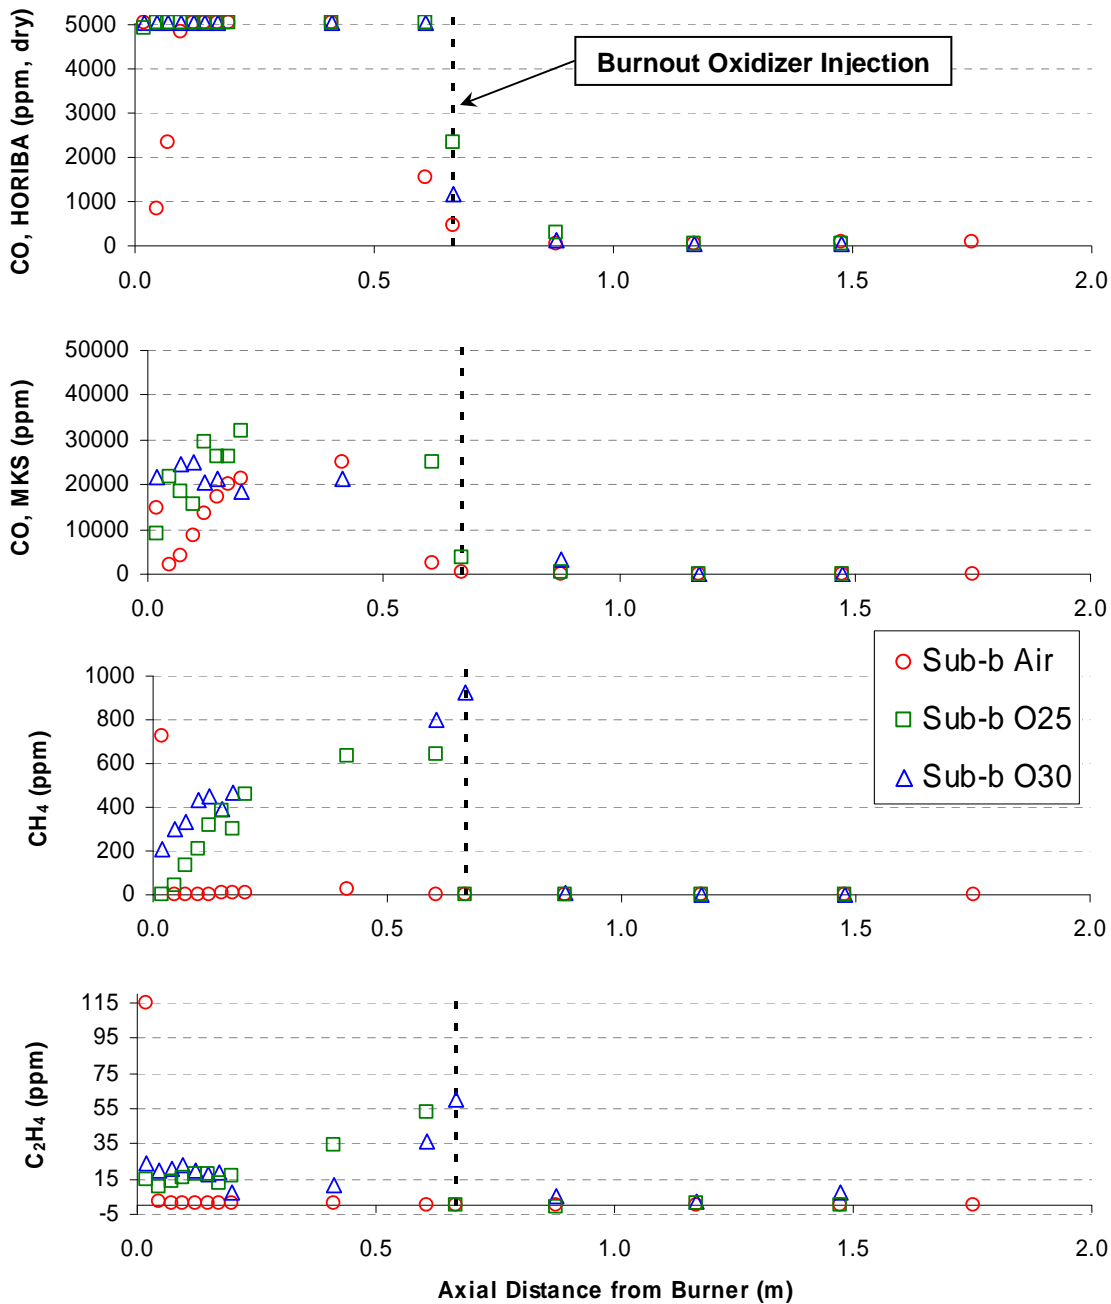 CO, HORIBA (ppm, dry)
5000
4000
3000
2000
1000
0
Burnout Oxidizer Injection
0.0 0.5 1.0 1.5 2.0
CO, MKS (ppm)
50000
40000
30000
20000
10000
0
0.0 0.5 1.0 1.5 2.0
CH₄ (ppm)
1000
800
600
400
200
0
Sub-b Air
Sub-b O25
Sub-b O30
0.0 0.5 1.0 1.5 2.0
C₂H₄ (ppm)
115
95
75
55
35
15
-5
0.0 0.5 1.0 1.5 2.0
Axial Distance from Burner (m)